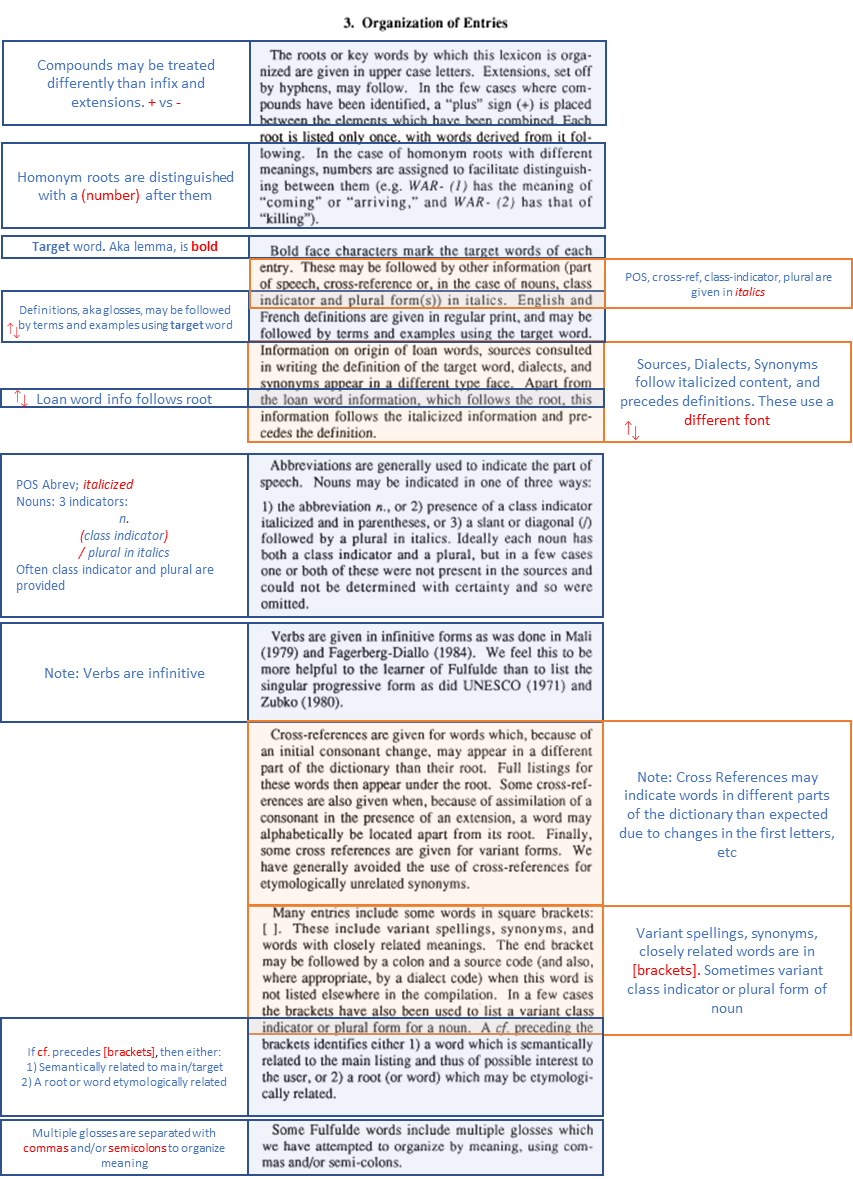 3. Organization of Entries
Compounds may be treated
differently than infix and
extensions. + vs -
The roots or key words by which this lexicon is orga-
nized are given in upper case letters. Extensions, set off
by hyphens, may follow. In the few cases where com-
pounds have been identified, a “plus” sign (+) is placed
between the elements which have been combined. Each
root is listed only once, with words derived from it fol-
lowing. In the case of homonym roots with different
meanings, numbers are assigned to facilitate distinguish-
ing between them (e.g. WAR- (1) has the meaning of
“coming” or “arriving,” and WAR- (2) has that of
“killing”).
Homonym roots are distinguished
with a (number) after them
Target word. Aka lemma, is bold
Bold face characters mark the target words of each
entry. These may be followed by other information (part
of speech, cross-reference or, in the case of nouns, class
indicator and plural form(s)) in italics. English and
French definitions are given in regular print, and may be
followed by terms and examples using the target word.
Information on origin of loan words, sources consulted
in writing the definition of the target word, dialects, and
synonyms appear in a different type face. Apart from
the loan word information, which follows the root, this
information follows the italicized information and pre-
cedes the definition.
POS, cross-ref, class-indicator, plural are
given in italics
Definitions, aka glosses, may be followed
↑↓ by terms and examples using target word
Sources, Dialects, Synonyms
follow italicized content, and
precedes definitions. These use a
different font
↑↓
↑↓ Loan word info follows root
POS Abrev; italicized
Nouns: 3 indicators:
n.
(class indicator)
/ plural in italics
Often class indicator and plural are
provided
Abbreviations are generally used to indicate the part of
speech. Nouns may be indicated in one of three ways:
1) the abbreviation n., or 2) presence of a class indicator
italicized and in parentheses, or 3) a slant or diagonal (/)
followed by a plural in italics. Ideally each noun has
both a class indicator and a plural, but in a few cases
one or both of these were not present in the sources and
could not be determined with certainty and so were
omitted.
Note: Verbs are infinitive
Verbs are given in infinitive forms as was done in Mali
(1979) and Fagerberg-Diallo (1984). We feel this to be
more helpful to the learner of Fulfulde than to list the
singular progressive form as did UNESCO (1971) and
Zubko (1980).
Cross-references are given for words which, because of
an initial consonant change, may appear in a different
part of the dictionary than their root. Full listings for
these words then appear under the root. Some cross-ref-
erences are also given when, because of assimilation of a
consonant in the presence of an extension, a word may
alphabetically be located apart from its root. Finally,
some cross references are given for variant forms. We
have generally avoided the use of cross-references for
etymologically unrelated synonyms.
Note: Cross References may
indicate words in different parts
of the dictionary than expected
due to changes in the first letters,
etc
Many entries include some words in square brackets:
[ ]. These include variant spellings, synonyms, and
words with closely related meanings. The end bracket
may be followed by a colon and a source code (and also,
where appropriate, by a dialect code) when this word is
not listed elsewhere in the compilation. In a few cases
the brackets have also been used to list a variant class
indicator or plural form for a noun. A cf. preceding the
brackets identifies either 1) a word which is semantically
related to the main listing and thus of possible interest to
the user, or 2) a root (or word) which may be etymologi-
cally related.
Variant spellings, synonyms,
closely related words are in
[brackets]. Sometimes variant
class indicator or plural form of
noun
If cf. precedes [brackets], then either:
1) Semantically related to main/target
2) A root or word etymologically related
Multiple glosses are separated with
commas and/or semicolons to organize
meaning
Some Fulfulde words include multiple glosses which
we have attempted to organize by meaning, using com-
mas and/or semi-colons.